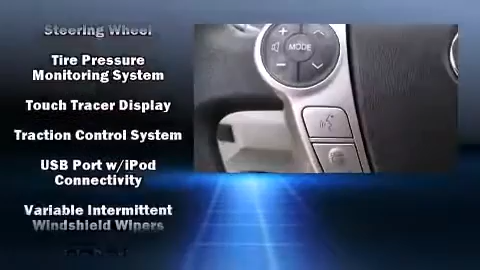 Steering Wheel
Tire Pressure
Monitoring System
Touch Tracer Display
Traction Control System
USB Port w/iPod
Connectivity
Variable Intermittent
Windshield Wipers
MODE